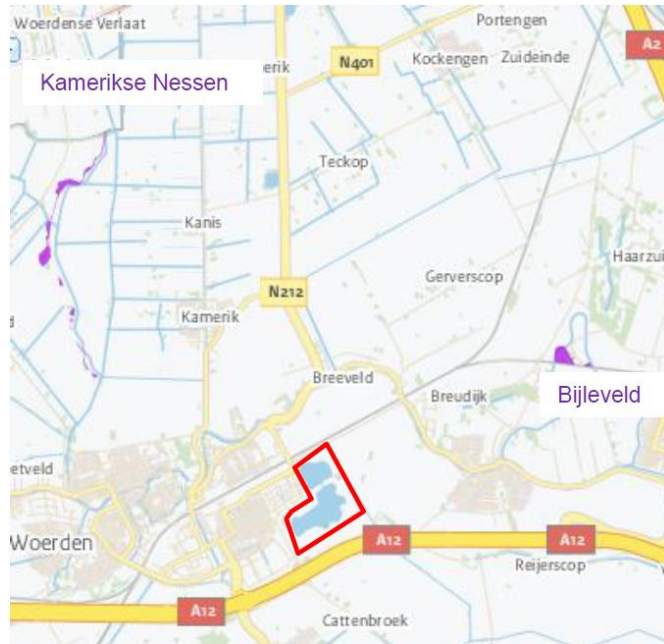 Woerdense Verlaat
Portengen
Kockengen
Zuideinde
A2
N401
Kamerikse Nessen
Teckop
Kanis
Haarzui
Gerverscop
N212
Kamerik
Breeveld
Breudijk
Bijleveld
Woerden
A12
A12
Reijerscop
A12
Cattenbroek